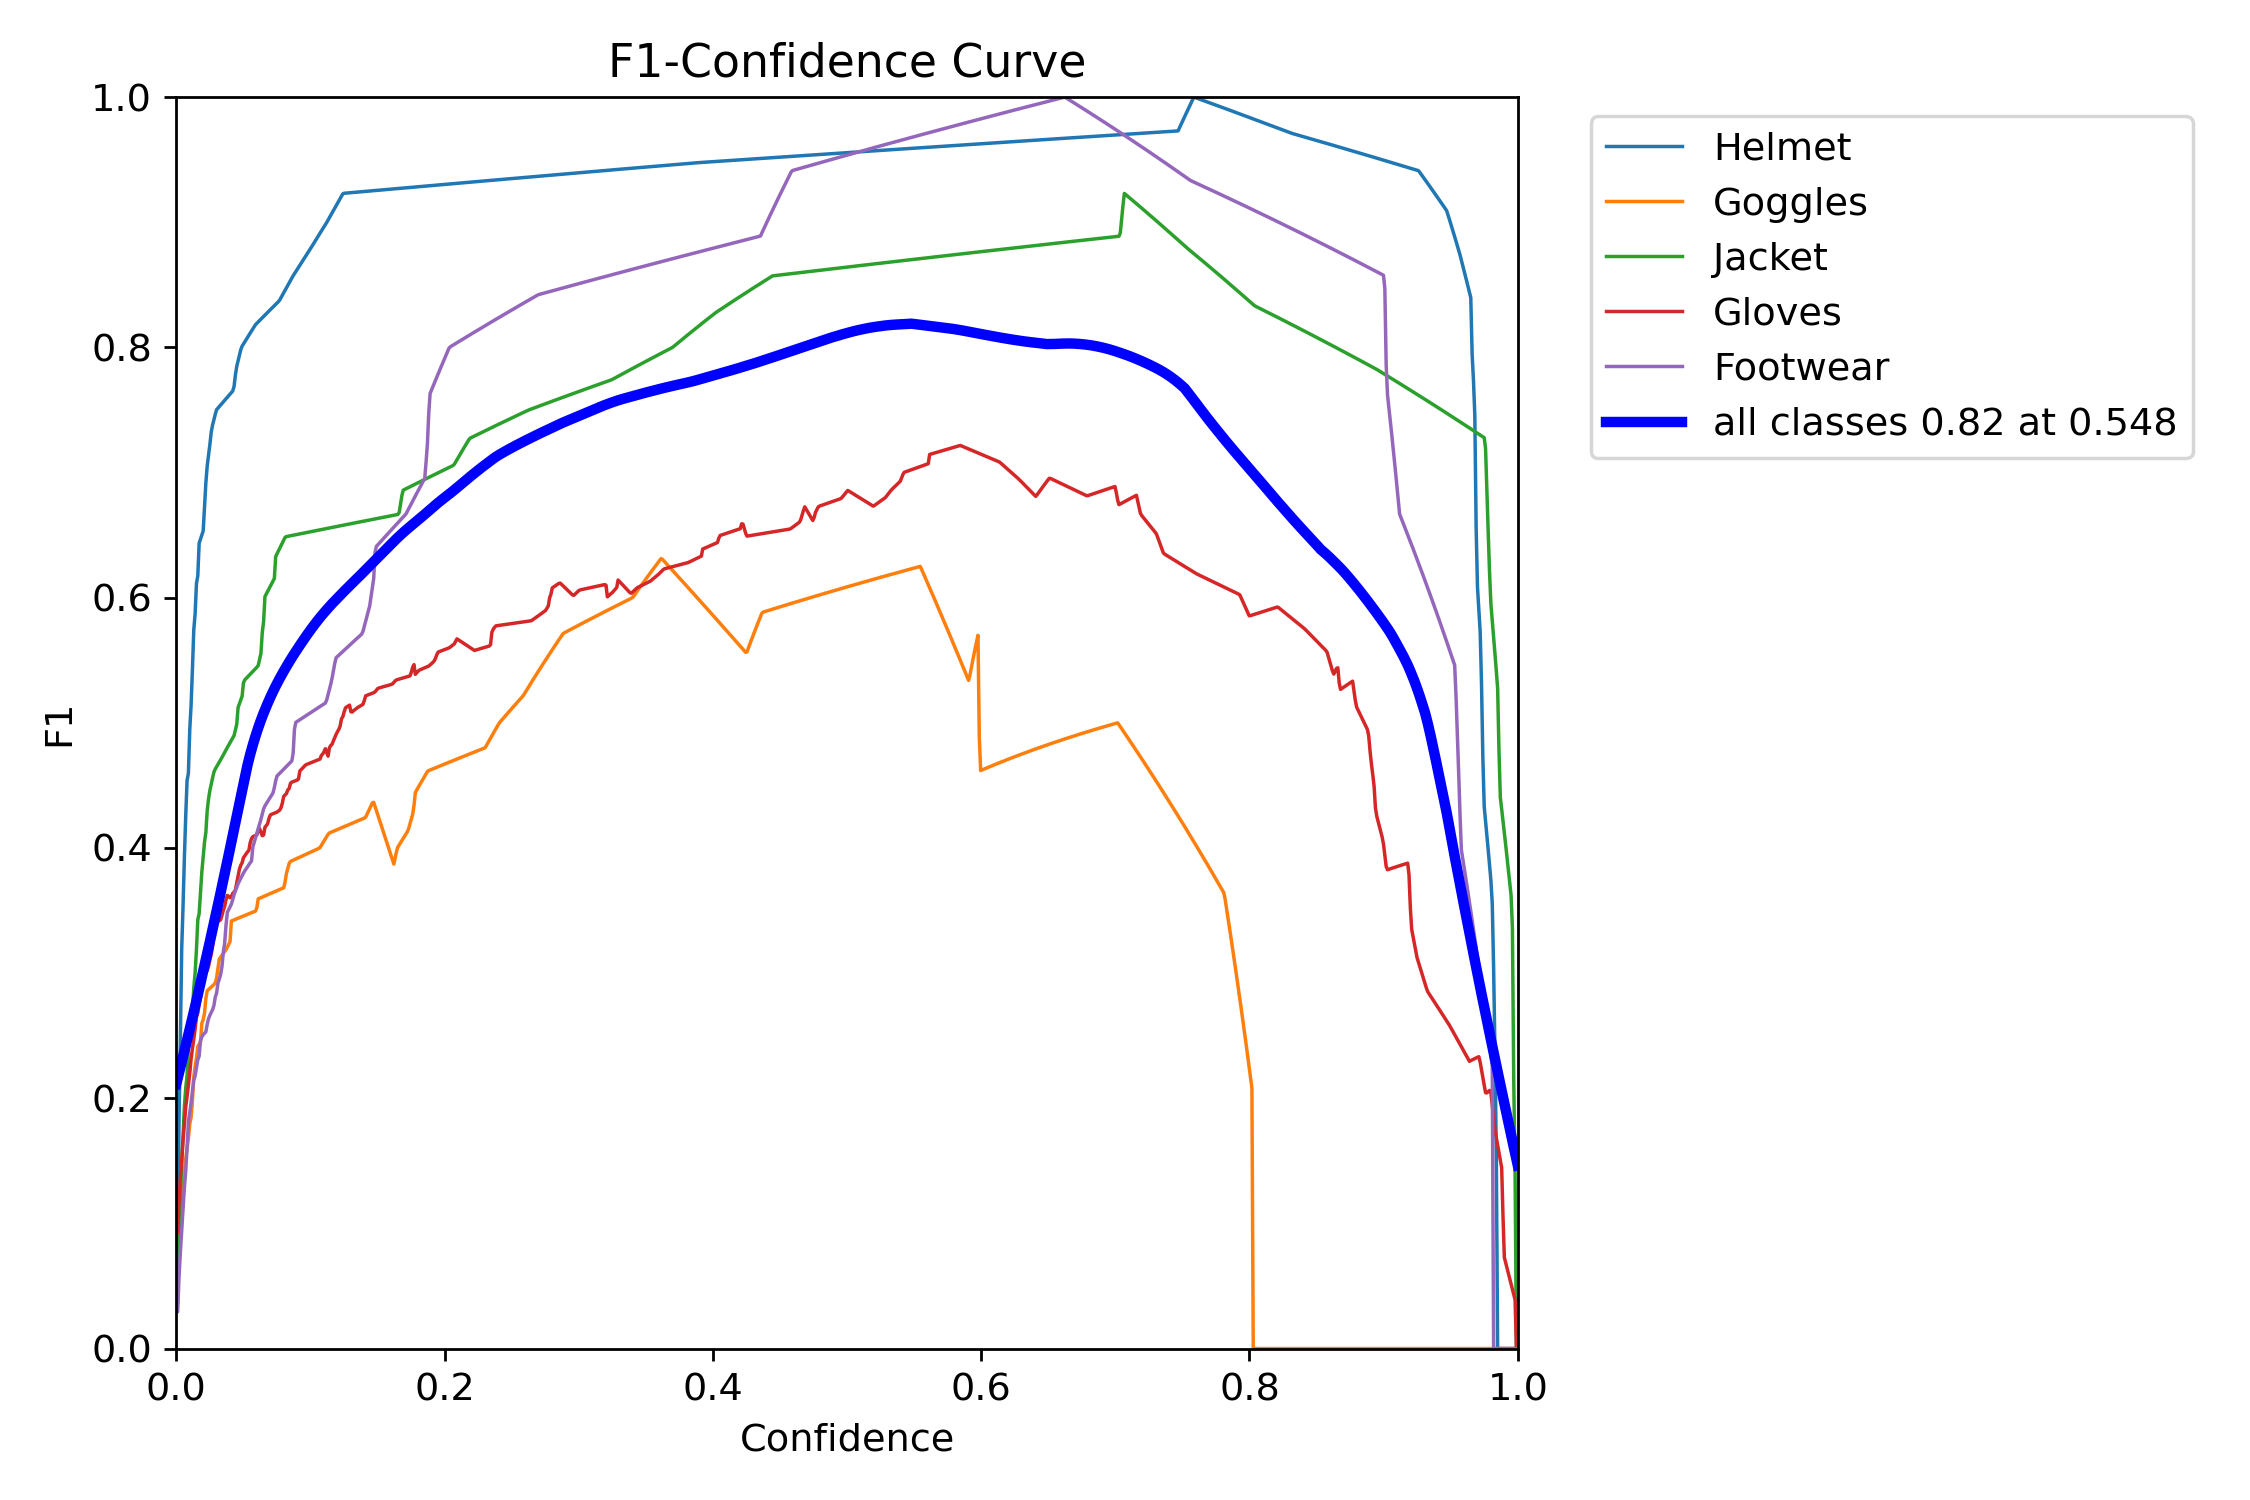 F1-Confidence Curve
1.0
0.8
0.6
0.4
0.2
0.0
F1
0.0 0.2 0.4 0.6 0.8 1.0
Confidence
Helmet
Goggles
Jacket
Gloves
Footwear
all classes 0.82 at 0.548